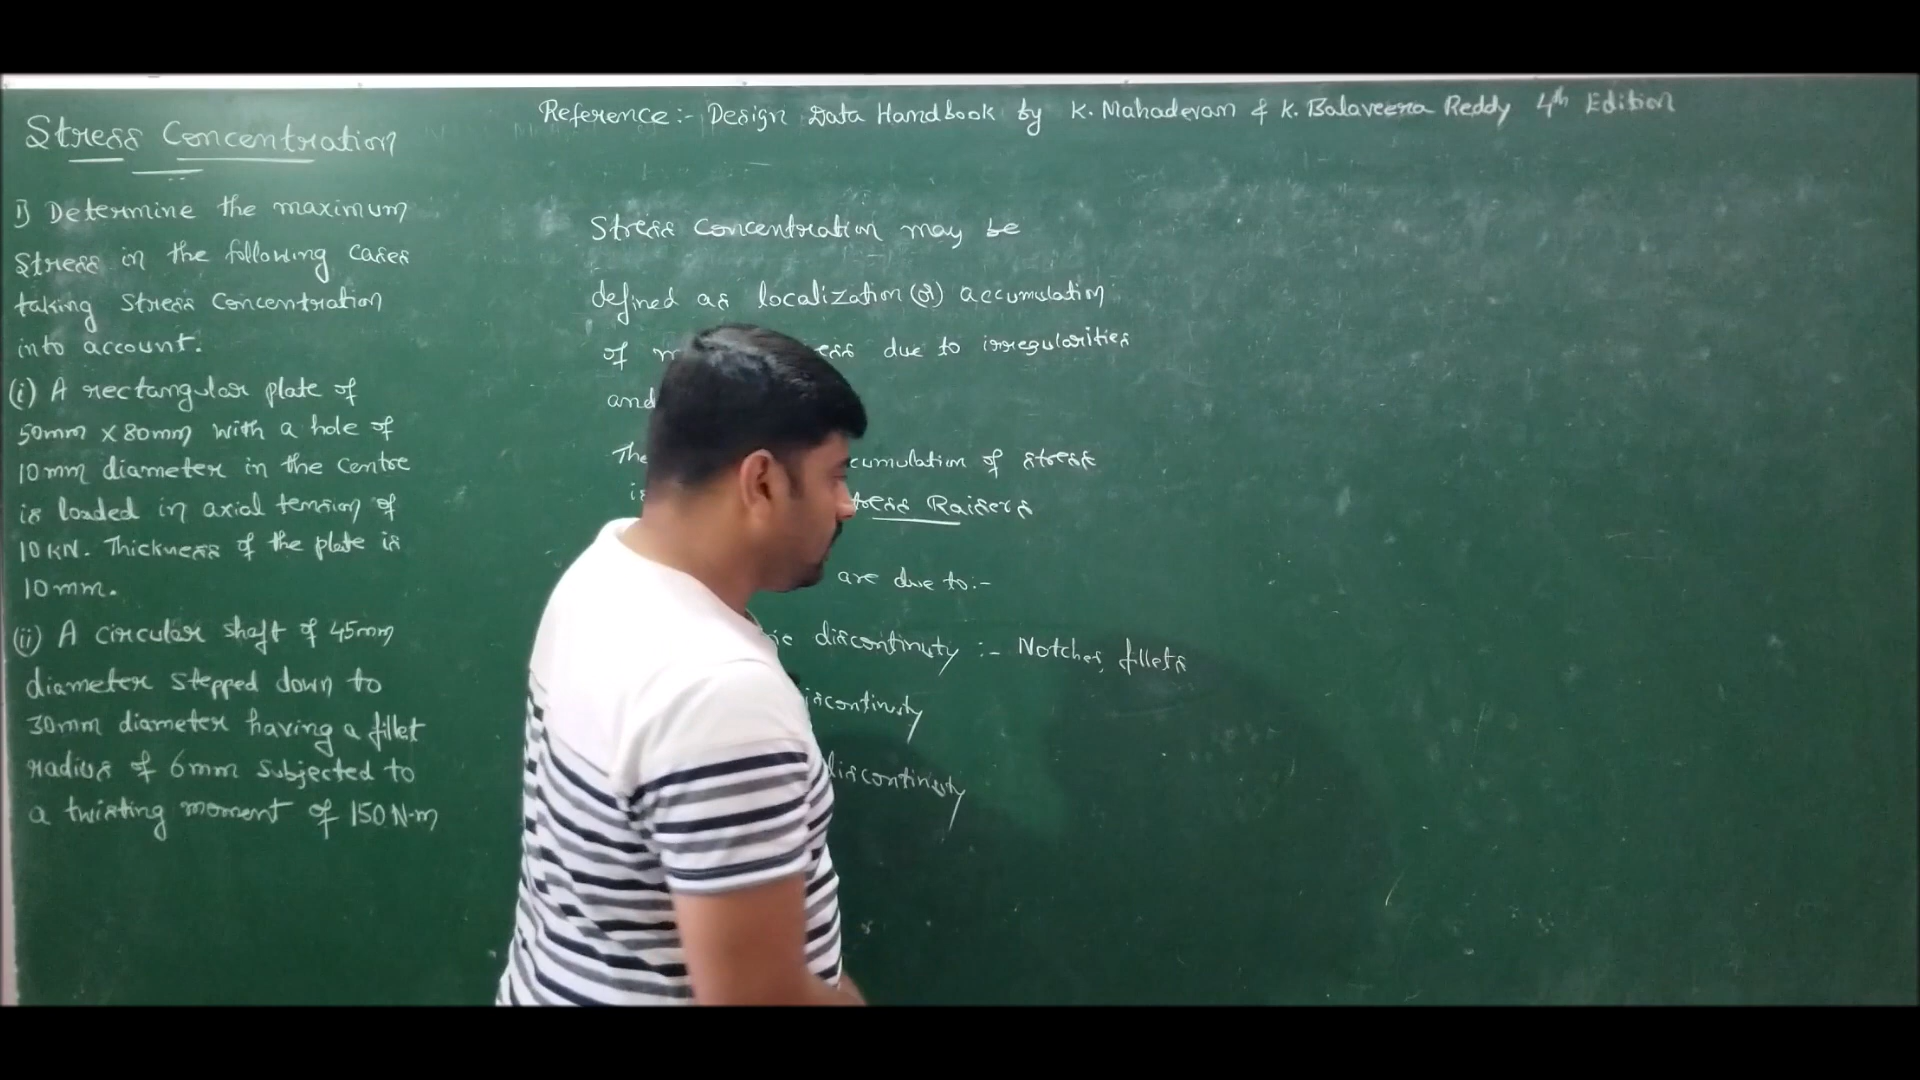 Reference:- Design Data Handbook by K. Mahadevan & K. Balaveera Reddy 4th Edition
Stress Concentration
1) Determine the maximum
stress in the following cases
taking stress concentration
into account.
(i) A rectangular plate of
50mm x 80mm with a hole of
10mm diameter in the centre
is loaded in axial tension of
10 KN. Thickness of the plate is
10mm.
(ii) A circular shaft of 45mm
diameter stepped down to
30mm diameter having a fillet
radius of 6mm subjected to
a twisting moment of 150 N-m
Stress Concentration may be
defined as localization (or) accumulation
of due to irregularities
and
of stress
Raisers
are due to:-
discontinuty :- Notches, fillets